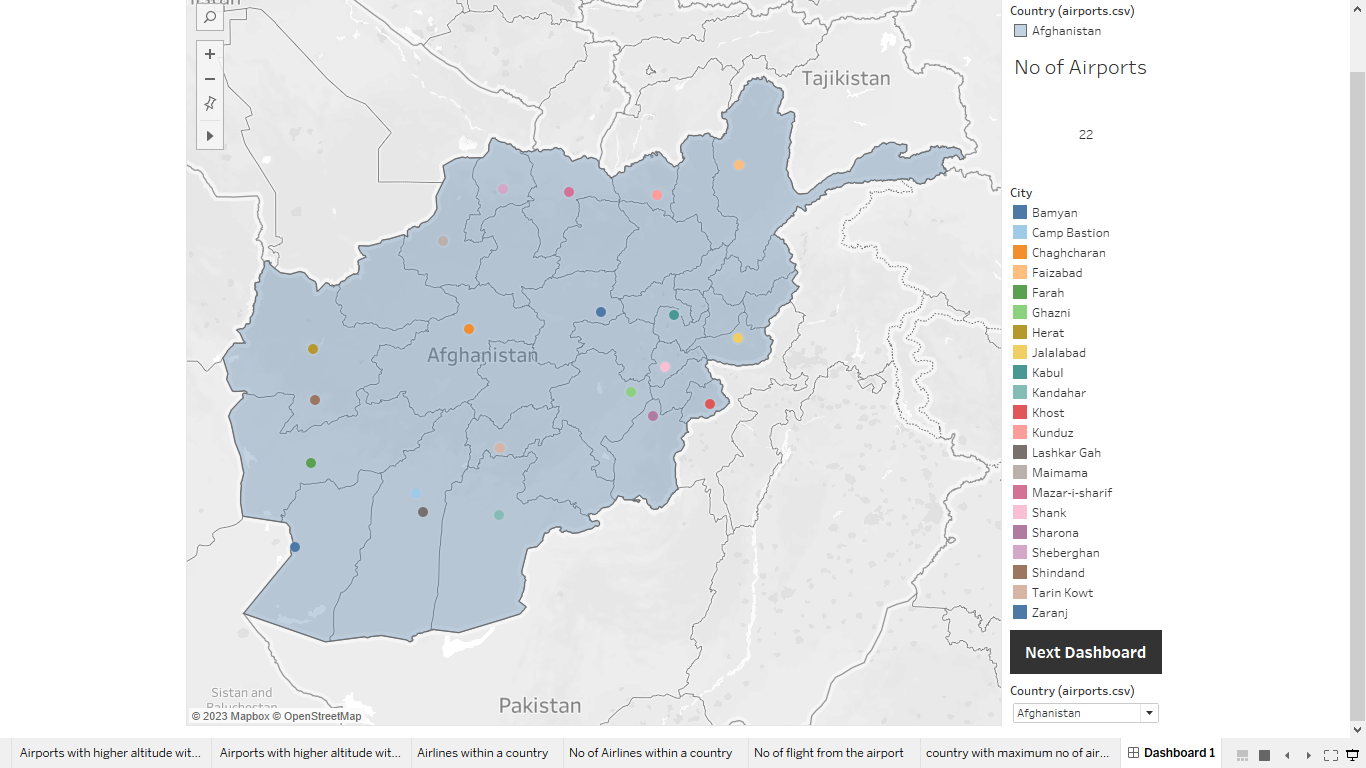 Tajikistan
Afghanistan
Pakistan
Sistan and
Baluchestan
© 2023 Mapbox © OpenStreetMap
Country (airports.csv)
Afghanistan
No of Airports
22
City
Bamyan
Camp Bastion
Chaghcharan
Faizabad
Farah
Ghazni
Herat
Jalalabad
Kabul
Kandahar
Khost
Kunduz
Lashkar Gah
Maimama
Mazar-i-sharif
Shank
Sharona
Sheberghan
Shindand
Tarin Kowt
Zaranj
Next Dashboard
Country (airports.csv)
Afghanistan
Airports with higher altitude wit...
Airports with higher altitude wit...
Airlines within a country
No of Airlines within a country
No of flight from the airport
country with maximum no of air...
Dashboard 1